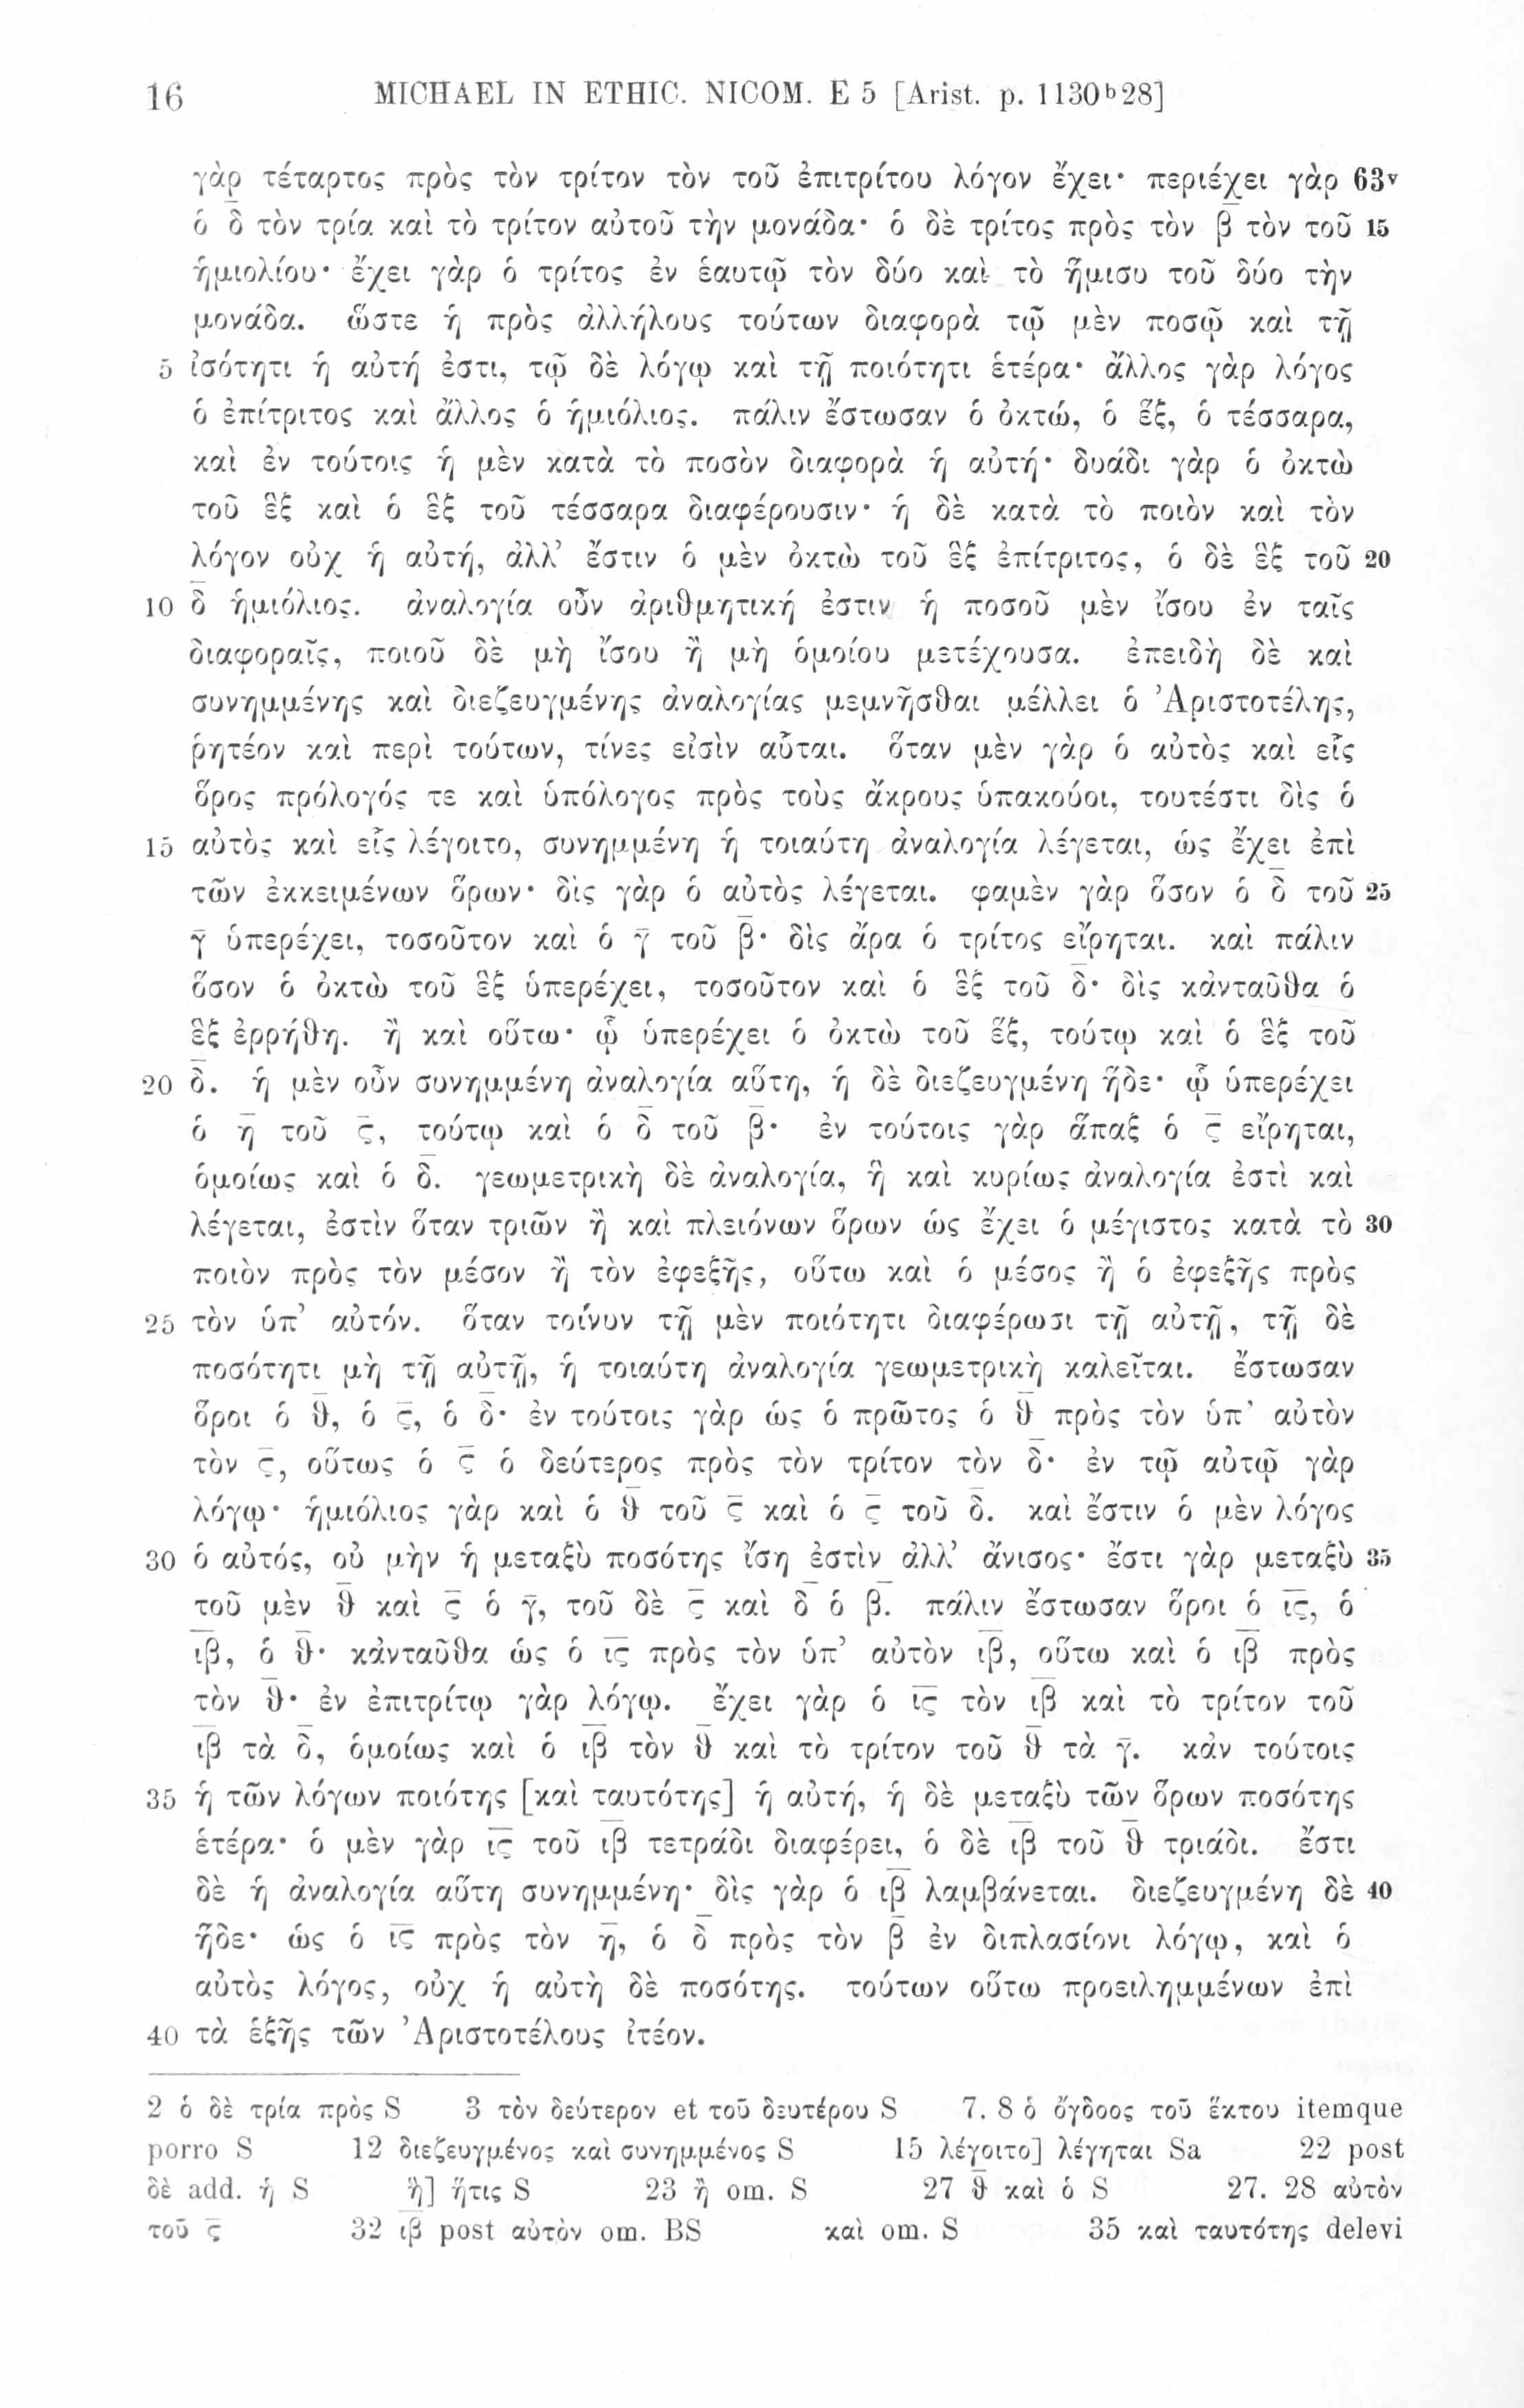 16 MICHAEL IN ETHIC. NICOM. E 5 [Arist. p. 1130ᵇ28]
γὰρ τέταρτος πρὸς τὸν τρίτον τὸν τοῦ ἐπιτρίτου λόγον ἔχει· περιέχει γὰρ 63ᵛ
ὁ δ̄ τὸν τρία καὶ τὸ τρίτον αὐτοῦ τὴν μονάδα· ὁ δὲ τρίτος πρὸς τὸν β̄ τὸν τοῦ 15
ἡμιολίου· ἔχει γὰρ ὁ τρίτος ἐν ἑαυτῷ τὸν δύο καὶ τὸ ἥμισυ τοῦ δύο τὴν
μονάδα. ὥστε ἡ πρὸς ἀλλήλους τούτων διαφορὰ τῷ μὲν ποσῷ καὶ τῇ
5 ἰσότητι ἡ αὐτή ἐστι, τῷ δὲ λόγῳ καὶ τῇ ποιότητι ἑτέρα· ἄλλος γὰρ λόγος
ὁ ἐπίτριτος καὶ ἄλλος ὁ ἡμιόλιος. πάλιν ἔστωσαν ὁ ὀκτώ, ὁ ἕξ, ὁ τέσσαρα,
καὶ ἐν τούτοις ἡ μὲν κατὰ τὸ ποσὸν διαφορὰ ἡ αὐτή· δυάδι γὰρ ὁ ὀκτὼ
τοῦ ἓξ καὶ ὁ ἓξ τοῦ τέσσαρα διαφέρουσιν· ἡ δὲ κατὰ τὸ ποιὸν καὶ τὸν
λόγον οὐχ ἡ αὐτή, ἀλλ’ ἔστιν ὁ μὲν ὀκτὼ τοῦ ἓξ ἐπίτριτος, ὁ δὲ ἓξ τοῦ 20
10 δ̄ ἡμιόλιος. ἀναλογία οὖν ἀριθμητική ἐστιν ἡ ποσοῦ μὲν ἴσου ἐν ταῖς
διαφοραῖς, ποιοῦ δὲ μὴ ἴσου ἢ μὴ ὁμοίου μετέχουσα. ἐπειδὴ δὲ καὶ
συνημμένης καὶ διεζευγμένης ἀναλογίας μεμνῆσθαι μέλλει ὁ Ἀριστοτέλης,
ῥητέον καὶ περὶ τούτων, τίνες εἰσὶν αὗται. ὅταν μὲν γὰρ ὁ αὐτὸς καὶ εἷς
ὅρος πρόλογός τε καὶ ὑπόλογος πρὸς τοὺς ἄκρους ὑπακούοι, τουτέστι δὶς ὁ
15 αὐτὸς καὶ εἷς λέγοιτο, συνημμένη ἡ τοιαύτη ἀναλογία λέγεται, ὡς ἔχει ἐπὶ
τῶν ἐκκειμένων ὅρων· δὶς γὰρ ὁ αὐτὸς λέγεται. φαμὲν γὰρ ὅσον ὁ δ̄ τοῦ 25
γ̄ ὑπερέχει, τοσοῦτον καὶ ὁ γ̄ τοῦ β̄· δὶς ἄρα ὁ τρίτος εἴρηται. καὶ πάλιν
ὅσον ὁ ὀκτὼ τοῦ ἓξ ὑπερέχει, τοσοῦτον καὶ ὁ ἓξ τοῦ δ̄· δὶς κἀνταῦθα ὁ
ἓξ ἐρρήθη. ἢ καὶ οὕτω· ᾧ ὑπερέχει ὁ ὀκτὼ τοῦ ἕξ, τούτῳ καὶ ὁ ἓξ τοῦ
20 δ̄. ἡ μὲν οὖν συνημμένη ἀναλογία αὕτη, ἡ δὲ διεζευγμένη ἥδε· ᾧ ὑπερέχει
ὁ η̄ τοῦ ϛ̄, τούτῳ καὶ ὁ δ̄ τοῦ β̄· ἐν τούτοις γὰρ ἅπαξ ὁ ϛ̄ εἴρηται,
ὁμοίως καὶ ὁ δ̄. γεωμετρικὴ δὲ ἀναλογία, ἣ καὶ κυρίως ἀναλογία ἐστὶ καὶ
λέγεται, ἐστὶν ὅταν τριῶν ἢ καὶ πλειόνων ὅρων ὡς ἔχει ὁ μέγιστος κατὰ τὸ 30
ποιὸν πρὸς τὸν μέσον ἢ τὸν ἐφεξῆς, οὕτω καὶ ὁ μέσος ἢ ὁ ἐφεξῆς πρὸς
25 τὸν ὑπ’ αὐτόν. ὅταν τοίνυν τῇ μὲν ποιότητι διαφέρωσι τῇ αὐτῇ, τῇ δὲ
ποσότητι μὴ τῇ αὐτῇ, ἡ τοιαύτη ἀναλογία γεωμετρικὴ καλεῖται. ἔστωσαν
ὅροι ὁ θ̄, ὁ ϛ̄, ὁ δ̄· ἐν τούτοις γὰρ ὡς ὁ πρῶτος ὁ θ̄ πρὸς τὸν ὑπ’ αὐτὸν
τὸν ϛ̄, οὕτως ὁ ϛ̄ ὁ δεύτερος πρὸς τὸν τρίτον τὸν δ̄· ἐν τῷ αὐτῷ γὰρ
λόγῳ· ἡμιόλιος γὰρ καὶ ὁ θ̄ τοῦ ϛ̄ καὶ ὁ ϛ̄ τοῦ δ̄. καὶ ἔστιν ὁ μὲν λόγος
30 ὁ αὐτός, οὐ μὴν ἡ μεταξὺ ποσότης ἴση ἐστὶν ἀλλ’ ἄνισος· ἔστι γὰρ μεταξὺ 35
τοῦ μὲν θ̄ καὶ ϛ̄ ὁ γ̄, τοῦ δὲ ϛ̄ καὶ δ̄ ὁ β̄. πάλιν ἔστωσαν ὅροι ὁ ι̅ϛ̅, ὁ
ι̅β̅, ὁ θ̄· κἀνταῦθα ὡς ὁ ι̅ϛ̅ πρὸς τὸν ὑπ’ αὐτὸν ι̅β̅, οὕτω καὶ ὁ ι̅β̅ πρὸς
τὸν θ̄· ἐν ἐπιτρίτῳ γὰρ λόγῳ. ἔχει γὰρ ὁ ι̅ϛ̅ τὸν ι̅β̅ καὶ τὸ τρίτον τοῦ
ι̅β̅ τὰ δ̄, ὁμοίως καὶ ὁ ι̅β̅ τὸν θ̄ καὶ τὸ τρίτον τοῦ θ̄ τὰ γ̄. κἀν τούτοις
35 ἡ τῶν λόγων ποιότης [καὶ ταυτότης] ἡ αὐτή, ἡ δὲ μεταξὺ τῶν ὅρων ποσότης
ἑτέρα· ὁ μὲν γὰρ ι̅ϛ̅ τοῦ ι̅β̅ τετράδι διαφέρει, ὁ δὲ ι̅β̅ τοῦ θ̄ τριάδι. ἔστι
δὲ ἡ ἀναλογία αὕτη συνημμένη· δὶς γὰρ ὁ ι̅β̅ λαμβάνεται. διεζευγμένη δὲ 40
ἥδε· ὡς ὁ ι̅ϛ̅ πρὸς τὸν η̄, ὁ δ̄ πρὸς τὸν β̄ ἐν διπλασίονι λόγῳ, καὶ ὁ
αὐτὸς λόγος, οὐχ ἡ αὐτὴ δὲ ποσότης. τούτων οὕτω προειλημμένων ἐπὶ
40 τὰ ἑξῆς τῶν Ἀριστοτέλους ἰτέον.
2 ὁ δὲ τρία πρὸς S 3 τὸν δεύτερον et τοῦ δευτέρου S 7. 8 ὁ ὄγδοος τοῦ ἕκτου itemque
porro S 12 διεζευγμένος καὶ συνημμένος S 15 λέγοιτο] λέγηται Sa 22 post
δὲ add. ἡ S ἣ] ἥτις S 23 ἢ om. S 27 θ̄ καὶ ὁ S 27. 28 αὐτὸν
τοῦ ϛ̄ 32 ι̅β̅ post αὐτὸν om. BS καὶ om. S 35 καὶ ταυτότης delevi